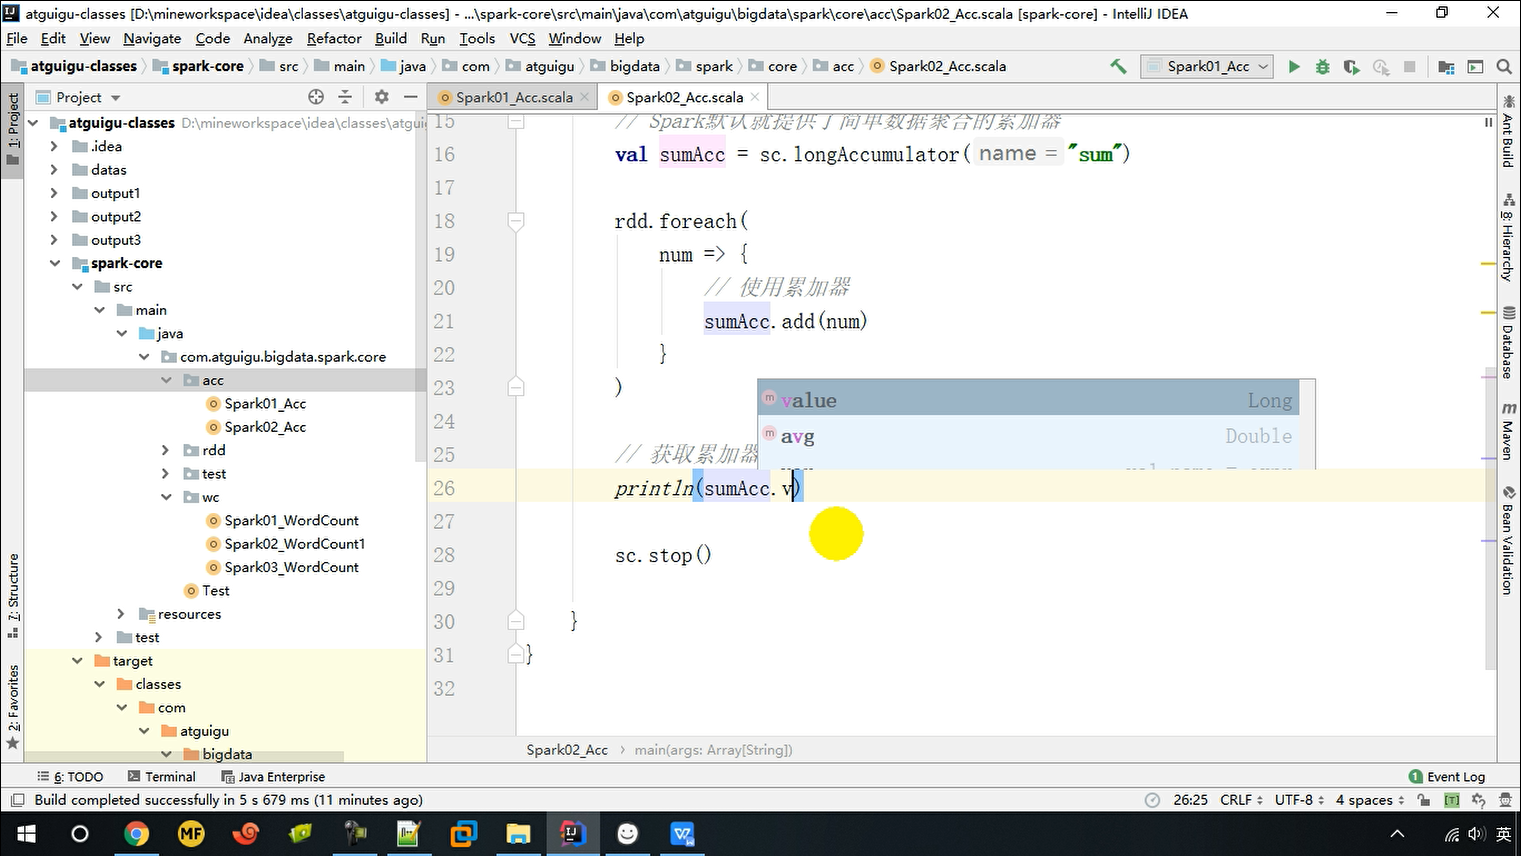 atguigu-classes [D:\mineworkspace\idea\classes\atguigu-classes] - ...\spark-core\src\main\java\com\atguigu\bigdata\spark\core\acc\Spark02_Acc.scala [spark-core] - IntelliJ IDEA
File Edit View Navigate Code Analyze Refactor Build Run Tools VCS Window Help
atguigu-classes spark-core src main java com atguigu bigdata spark core acc Spark02_Acc.scala Spark01_Acc
Project Spark01_Acc.scala Spark02_Acc.scala
1: Project
7: Structure
2: Favorites
atguigu-classes D:\mineworkspace\idea\classes\atguig
.idea
datas
output1
output2
output3
spark-core
src
main
java
com.atguigu.bigdata.spark.core
acc
Spark01_Acc
Spark02_Acc
rdd
test
wc
Spark01_WordCount
Spark02_WordCount1
Spark03_WordCount
Test
resources
test
target
classes
com
atguigu
bigdata
15 // Spark默认就提供了简单数据聚合的累加器
16 val sumAcc = sc.longAccumulator( name = "sum")
17
18 rdd.foreach(
19 num => {
20 // 使用累加器
21 sumAcc.add(num)
22 }
23 )
24
25 // 获取累加器
26 println(sumAcc.v)
27
28 sc.stop()
29
30 }
31 }
32
value Long
avg Double
Spark02_Acc main(args: Array[String])
Ant Build
8: Hierarchy
Database
Maven
Bean Validation
6: TODO Terminal Java Enterprise 1 Event Log
Build completed successfully in 5 s 679 ms (11 minutes ago) 26:25 CRLF UTF-8 4 spaces [T]
MF 英